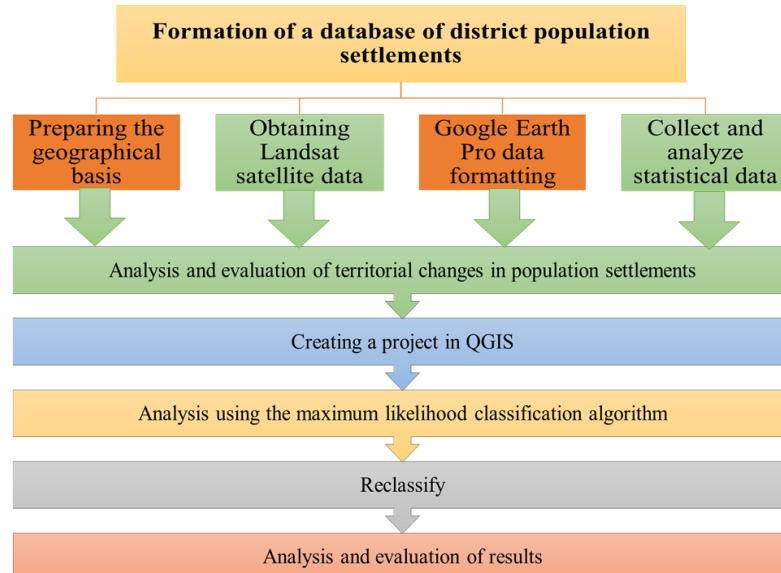 Formation of a database of district population
settlements
Preparing the
geographical
basis
Obtaining
Landsat
satellite data
Google Earth
Pro data
formatting
Collect and
analyze
statistical data
Analysis and evaluation of territorial changes in population settlements
Creating a project in QGIS
Analysis using the maximum likelihood classification algorithm
Reclassify
Analysis and evaluation of results